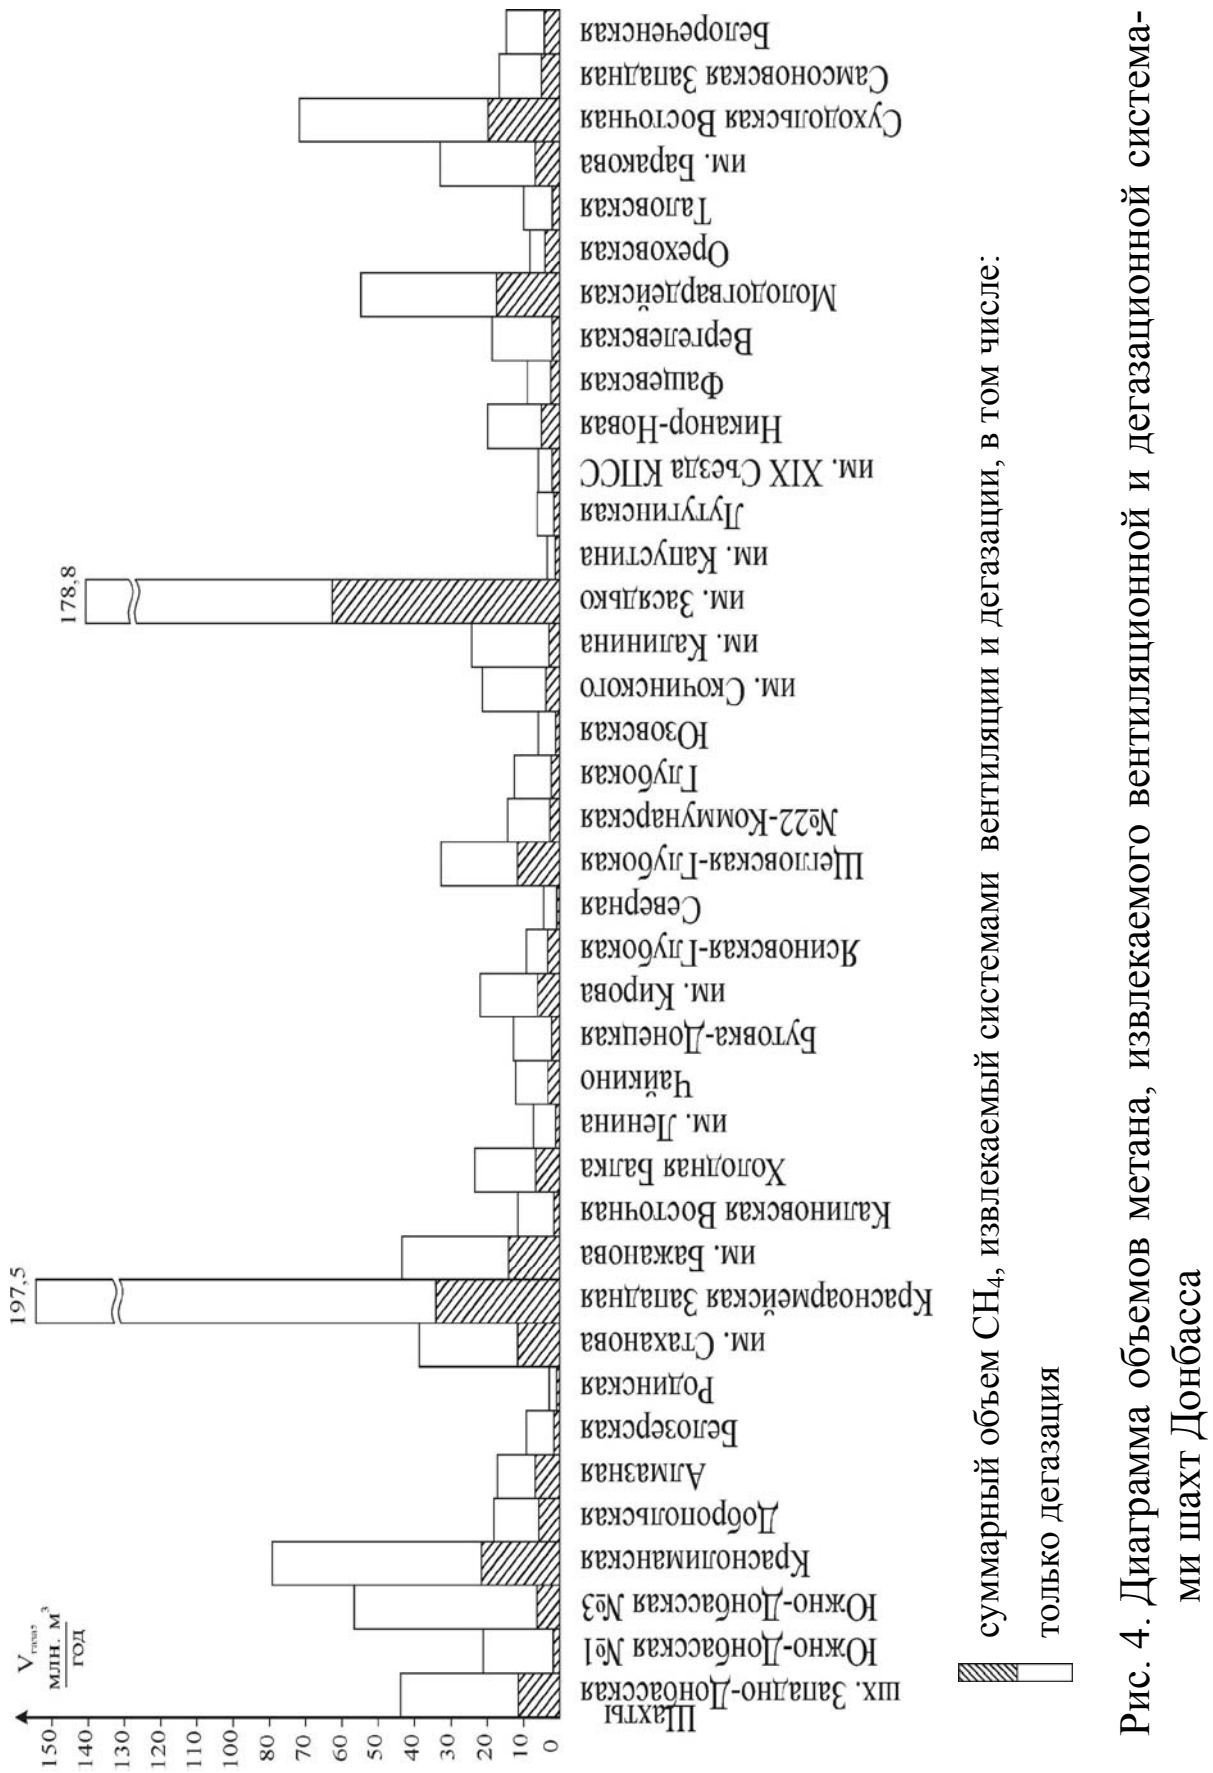 V газа,
млн. м³
год
150
140
130
120
110
100
90
80
70
60
50
40
30
20
10
0
197,5
178,8
Шахты
шх. Западно-Донбасская
Южно-Донбасская №1
Южно-Донбасская №3
Краснолиманская
Добропольская
Алмазная
Белозерская
Родинская
им. Стаханова
Красноармейская Западная
им. Бажанова
Калиновская Восточная
Холодная Балка
им. Ленина
Чайкино
Бутовка-Донецкая
им. Кирова
Ясиновская-Глубокая
Северная
Щегловская-Глубокая
№22-Коммунарская
Глубокая
Юзовская
им. Скочинского
им. Калинина
им. Засядько
им. Капустина
Лутугинская
им. XIX Съезда КПСС
Никанор-Новая
Фащевская
Вергелевская
Молодогвардейская
Ореховская
Таловская
им. Баракова
Суходольская Восточная
Самсоновская Западная
Белореченская
суммарный объем CH₄, извлекаемый системами вентиляции и дегазации, в том числе:
только дегазация
Рис. 4. Диаграмма объемов метана, извлекаемого вентиляционной и дегазационной система-
ми шахт Донбасса